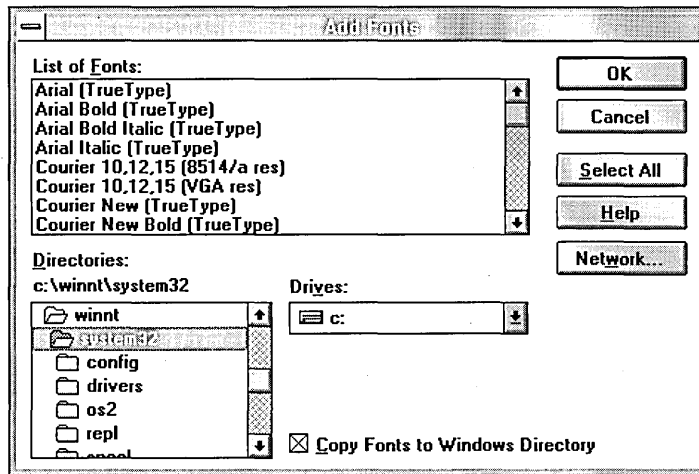 Add Fonts
List of Fonts:
Arial (TrueType)
Arial Bold (TrueType)
Arial Bold Italic (TrueType)
Arial Italic (TrueType)
Courier 10,12,15 (8514/a res)
Courier 10,12,15 (VGA res)
Courier New (TrueType)
Courier New Bold (TrueType)
OK
Cancel
Select All
Help
Network...
Directories:
c:\winnt\system32
winnt
system32
config
drivers
os2
repl
Drives:
c:
Copy Fonts to Windows Directory